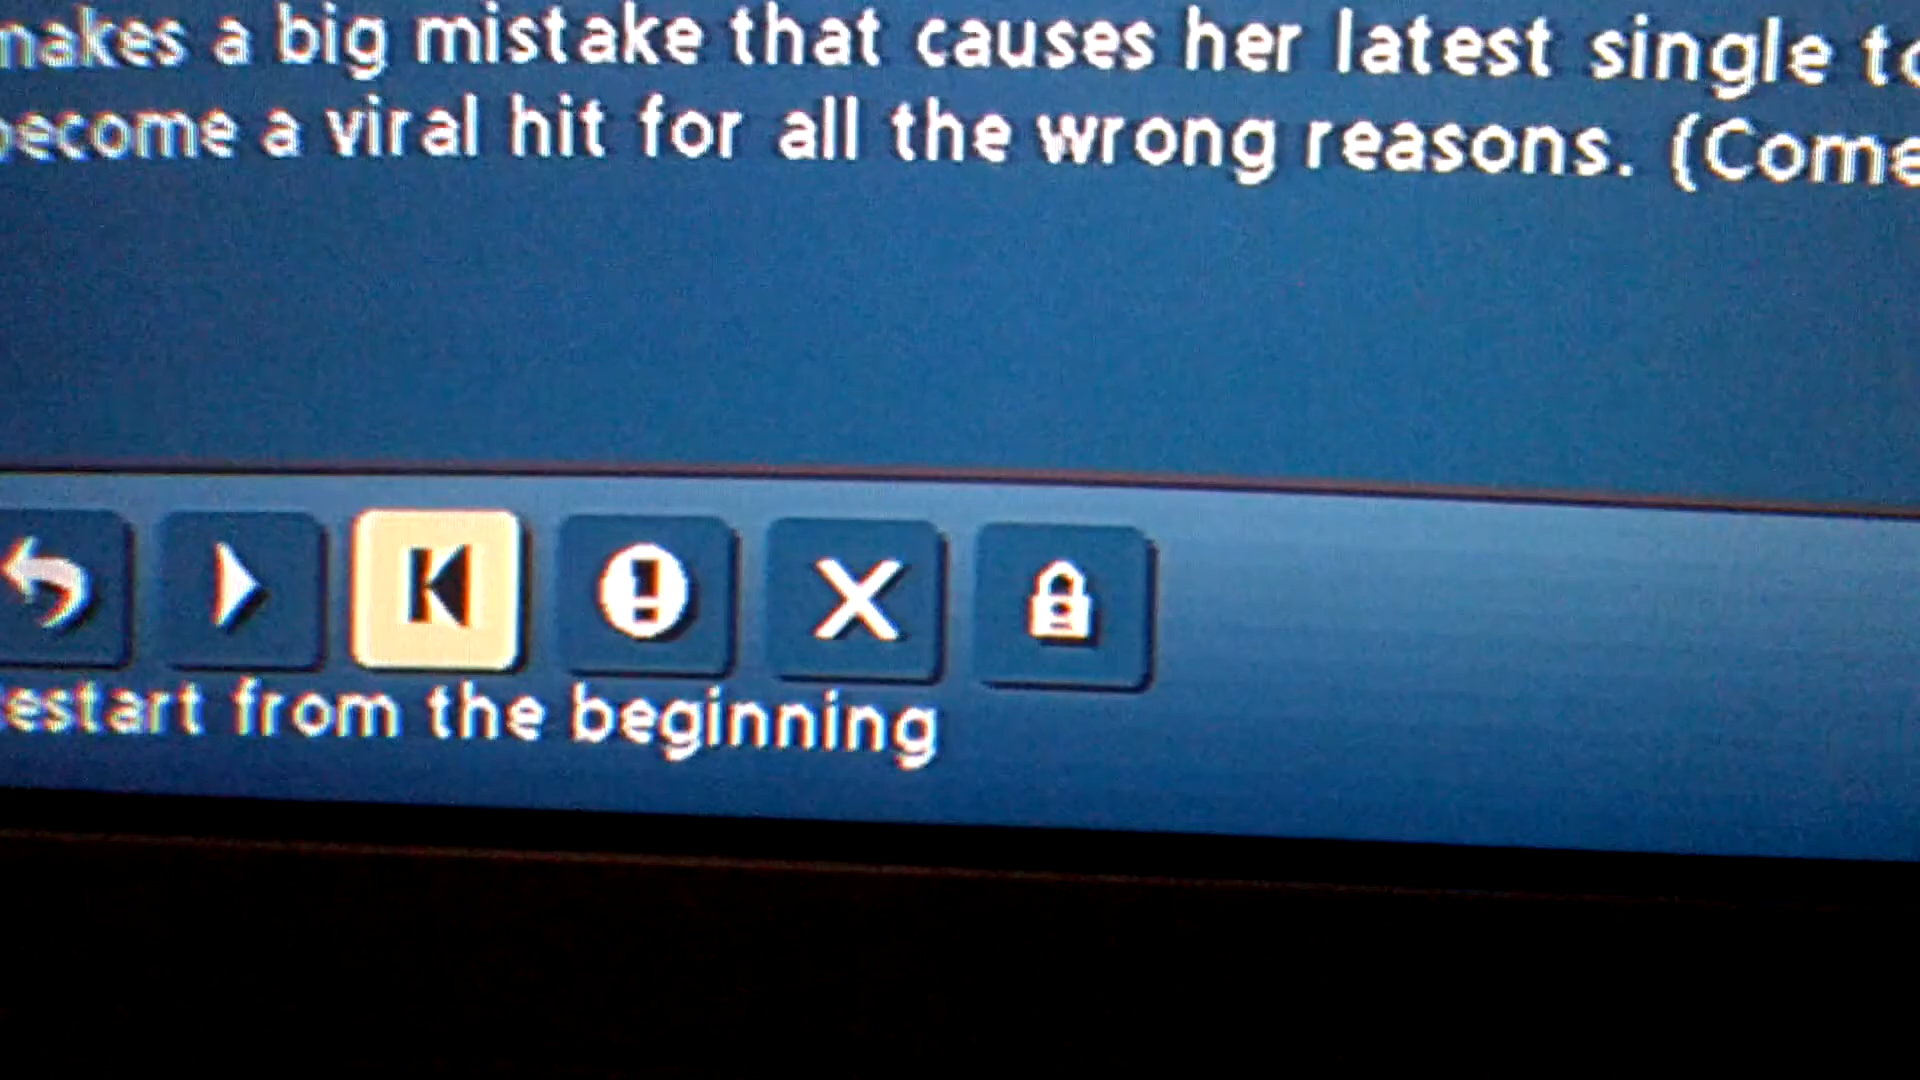 makes a big mistake that causes her latest single to
become a viral hit for all the wrong reasons. (Come
Restart from the beginning